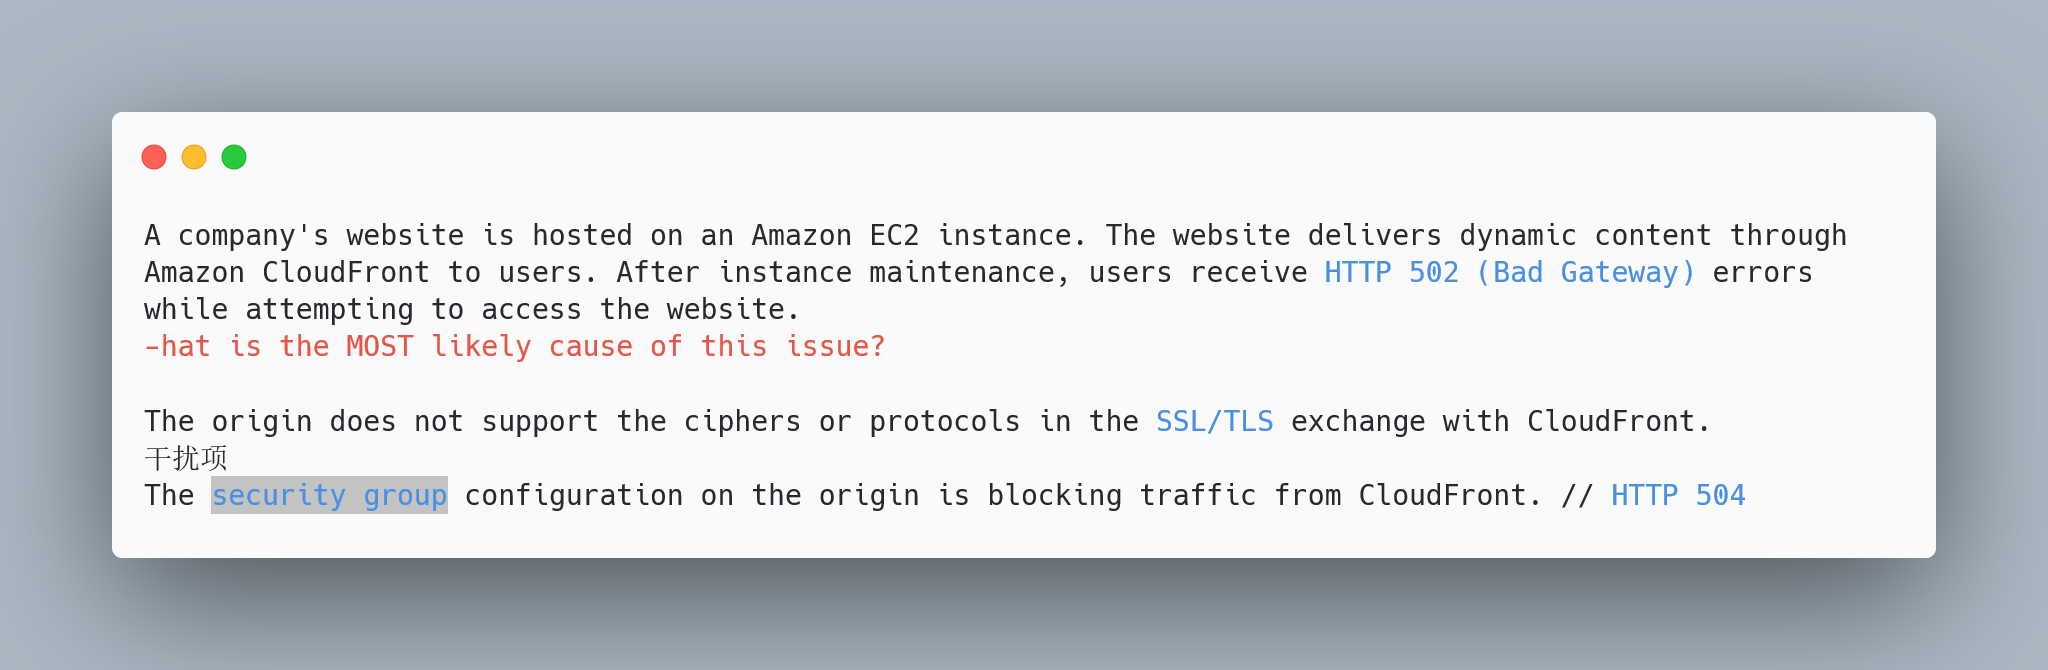 A company's website is hosted on an Amazon EC2 instance. The website delivers dynamic content through
Amazon CloudFront to users. After instance maintenance, users receive HTTP 502 (Bad Gateway) errors
while attempting to access the website.
-hat is the MOST likely cause of this issue?
The origin does not support the ciphers or protocols in the SSL/TLS exchange with CloudFront.
干扰项
The security group configuration on the origin is blocking traffic from CloudFront. // HTTP 504